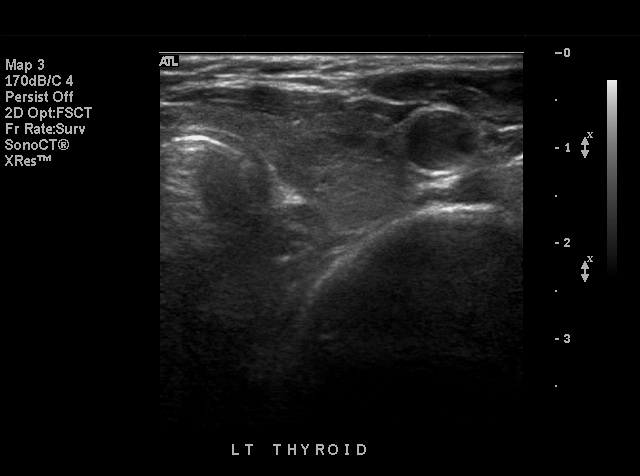 ATL
Map 3
170dB/C 4
Persist Off
2D Opt:FSCT
Fr Rate:Surv
SonoCT®
XRes™
0
1
x
2
x
3
LT THYROID